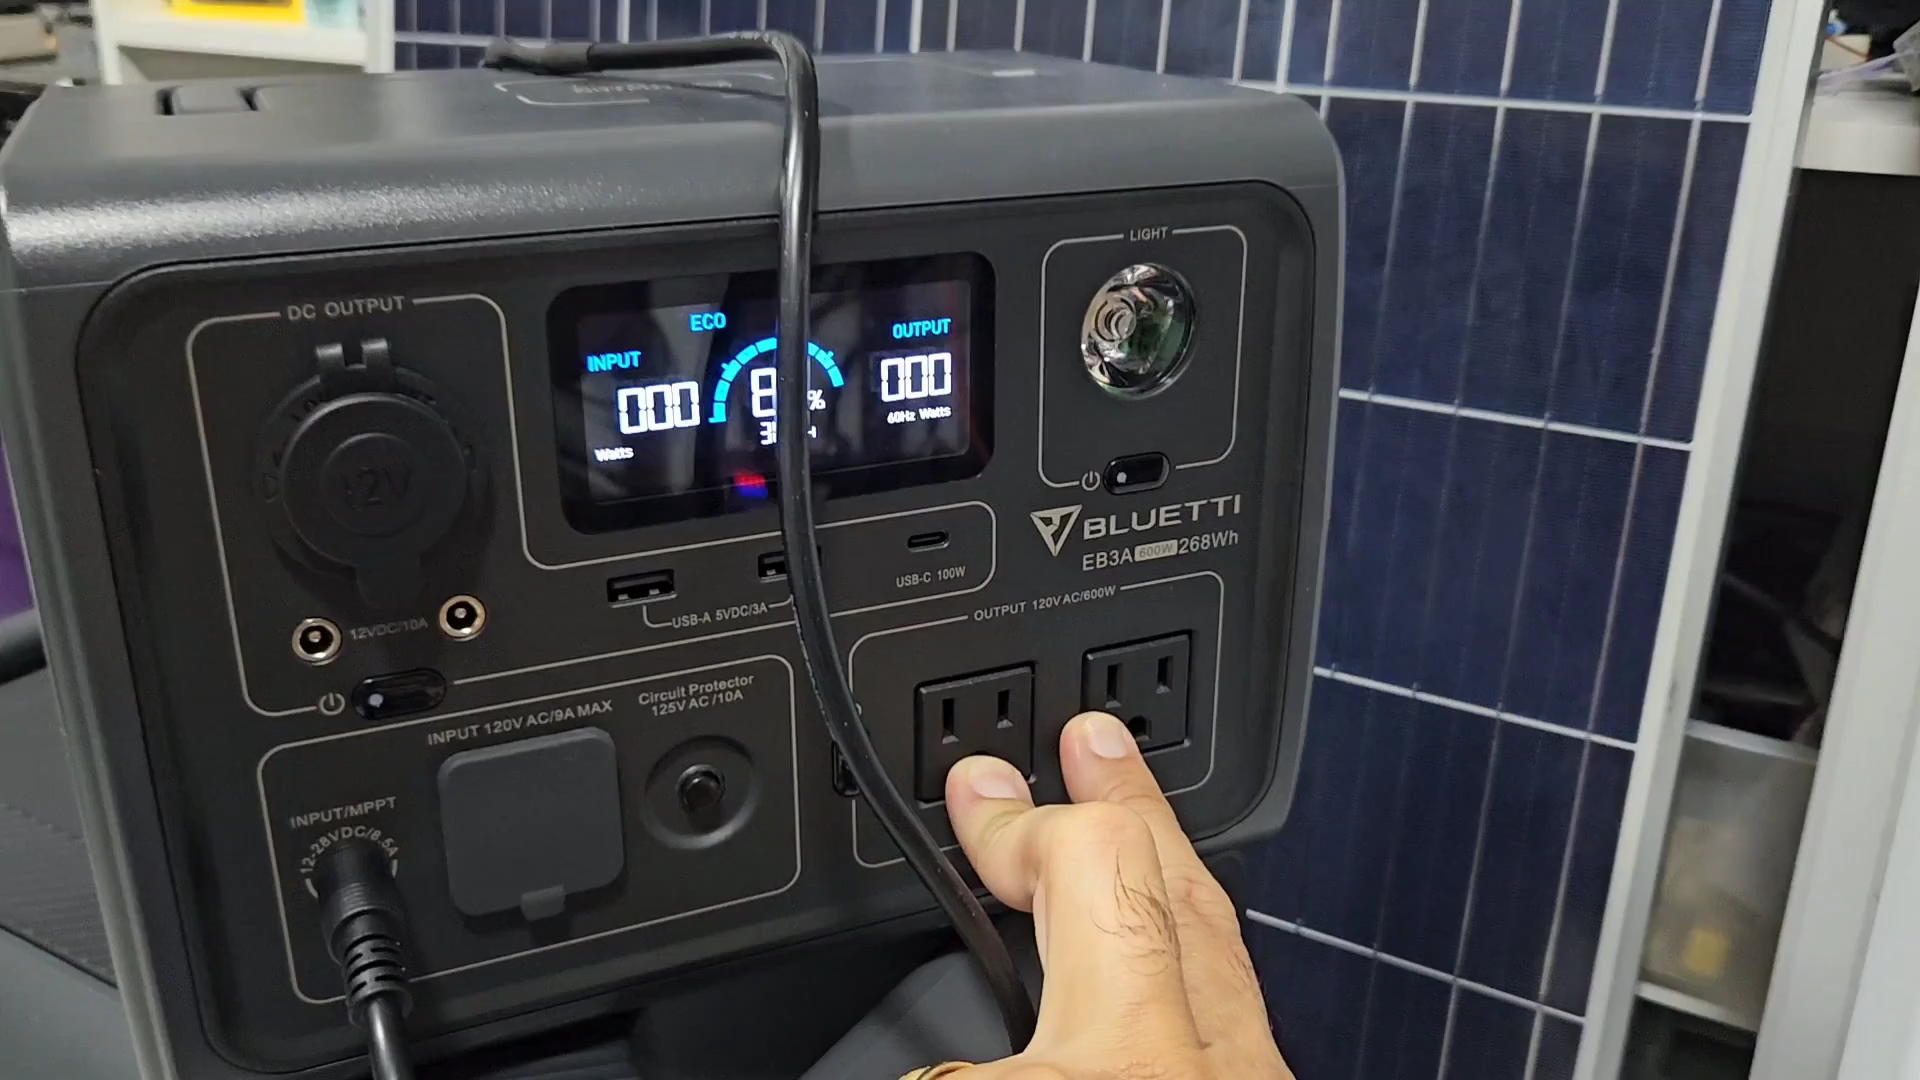 DC OUTPUT
12V
12VDC/10A
ECO
INPUT
000
Watts
%
OUTPUT
000
60Hz Watts
LIGHT
BLUETTI
EB3A 600W 268Wh
USB-A 5VDC/3A
USB-C 100W
OUTPUT 120V AC/600W
INPUT 120V AC/9A MAX
Circuit Protector
125V AC/10A
INPUT/MPPT
12-28VDC/8.5A